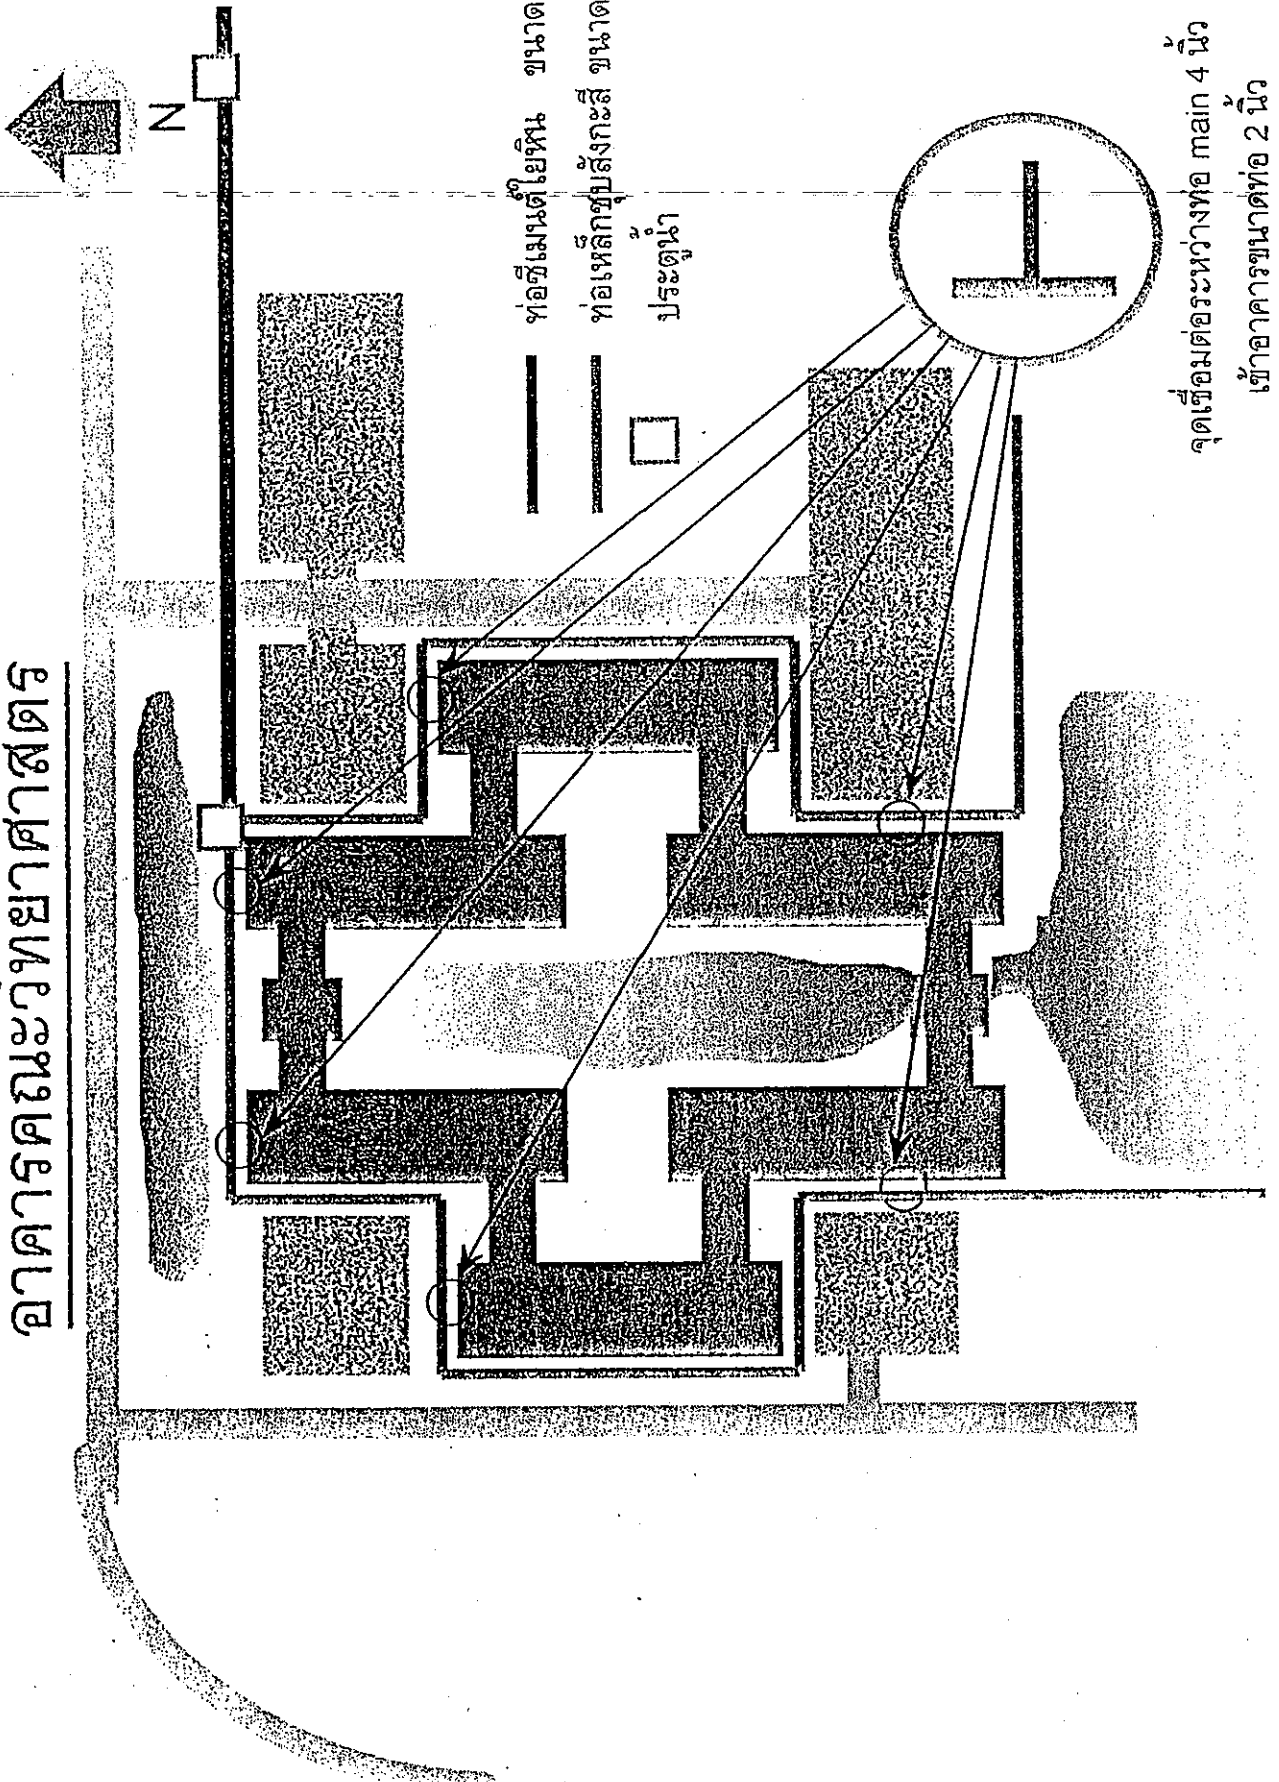 อาคารคณะวิทยาศาสตร์
N
ท่อซีเมนต์ใยหิน ขนาด
ท่อเหล็กชุบสังกะสี ขนาด
ประตูน้ำ
จุดเชื่อมต่อระหว่างท่อ main 4 นิ้ว
เข้าอาคารขนาดท่อ 2 นิ้ว